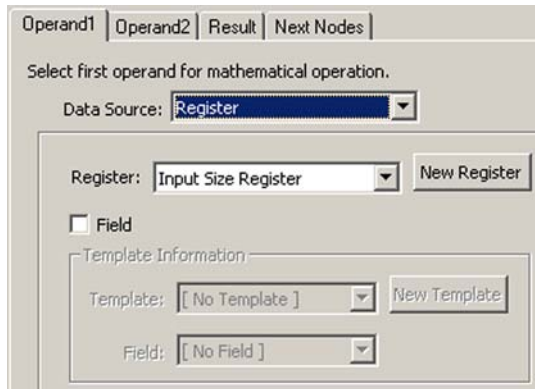 Operand1 Operand2 Result Next Nodes
Select first operand for mathematical operation.
Data Source: Register
Register: Input Size Register New Register
Field
Template Information
Template: [ No Template ] New Template
Field: [ No Field ]